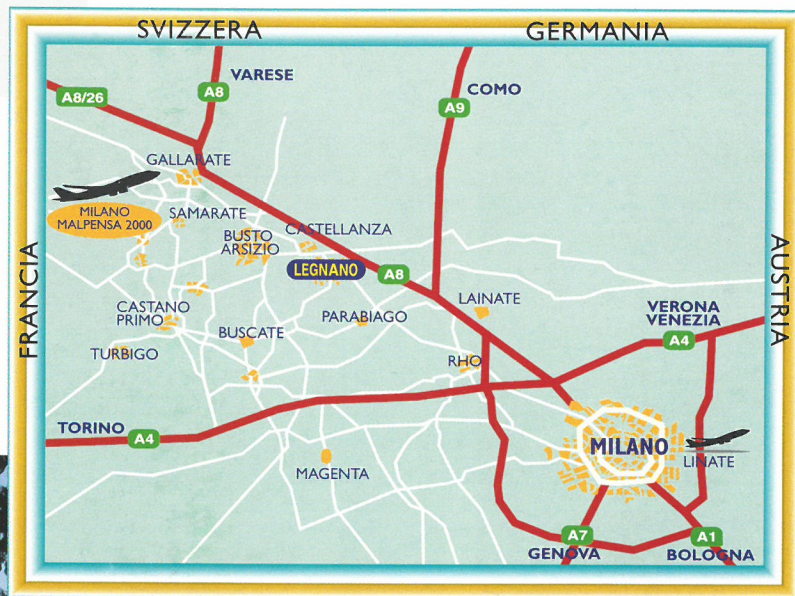 SVIZZERA
GERMANIA
VARESE
A8
A8/26
COMO
A9
GALLARATE
MILANO
MALPENSA 2000
SAMARATE
BUSTO
ARSIZIO
CASTELLANZA
LEGNANO
A8
FRANCIA
AUSTRIA
CASTANO
PRIMO
BUSCATE
PARABIAGO
LAINATE
VERONA
VENEZIA
A4
TURBIGO
RHO
TORINO
A4
MAGENTA
MILANO
LINATE
A7
GENOVA
A1
BOLOGNA